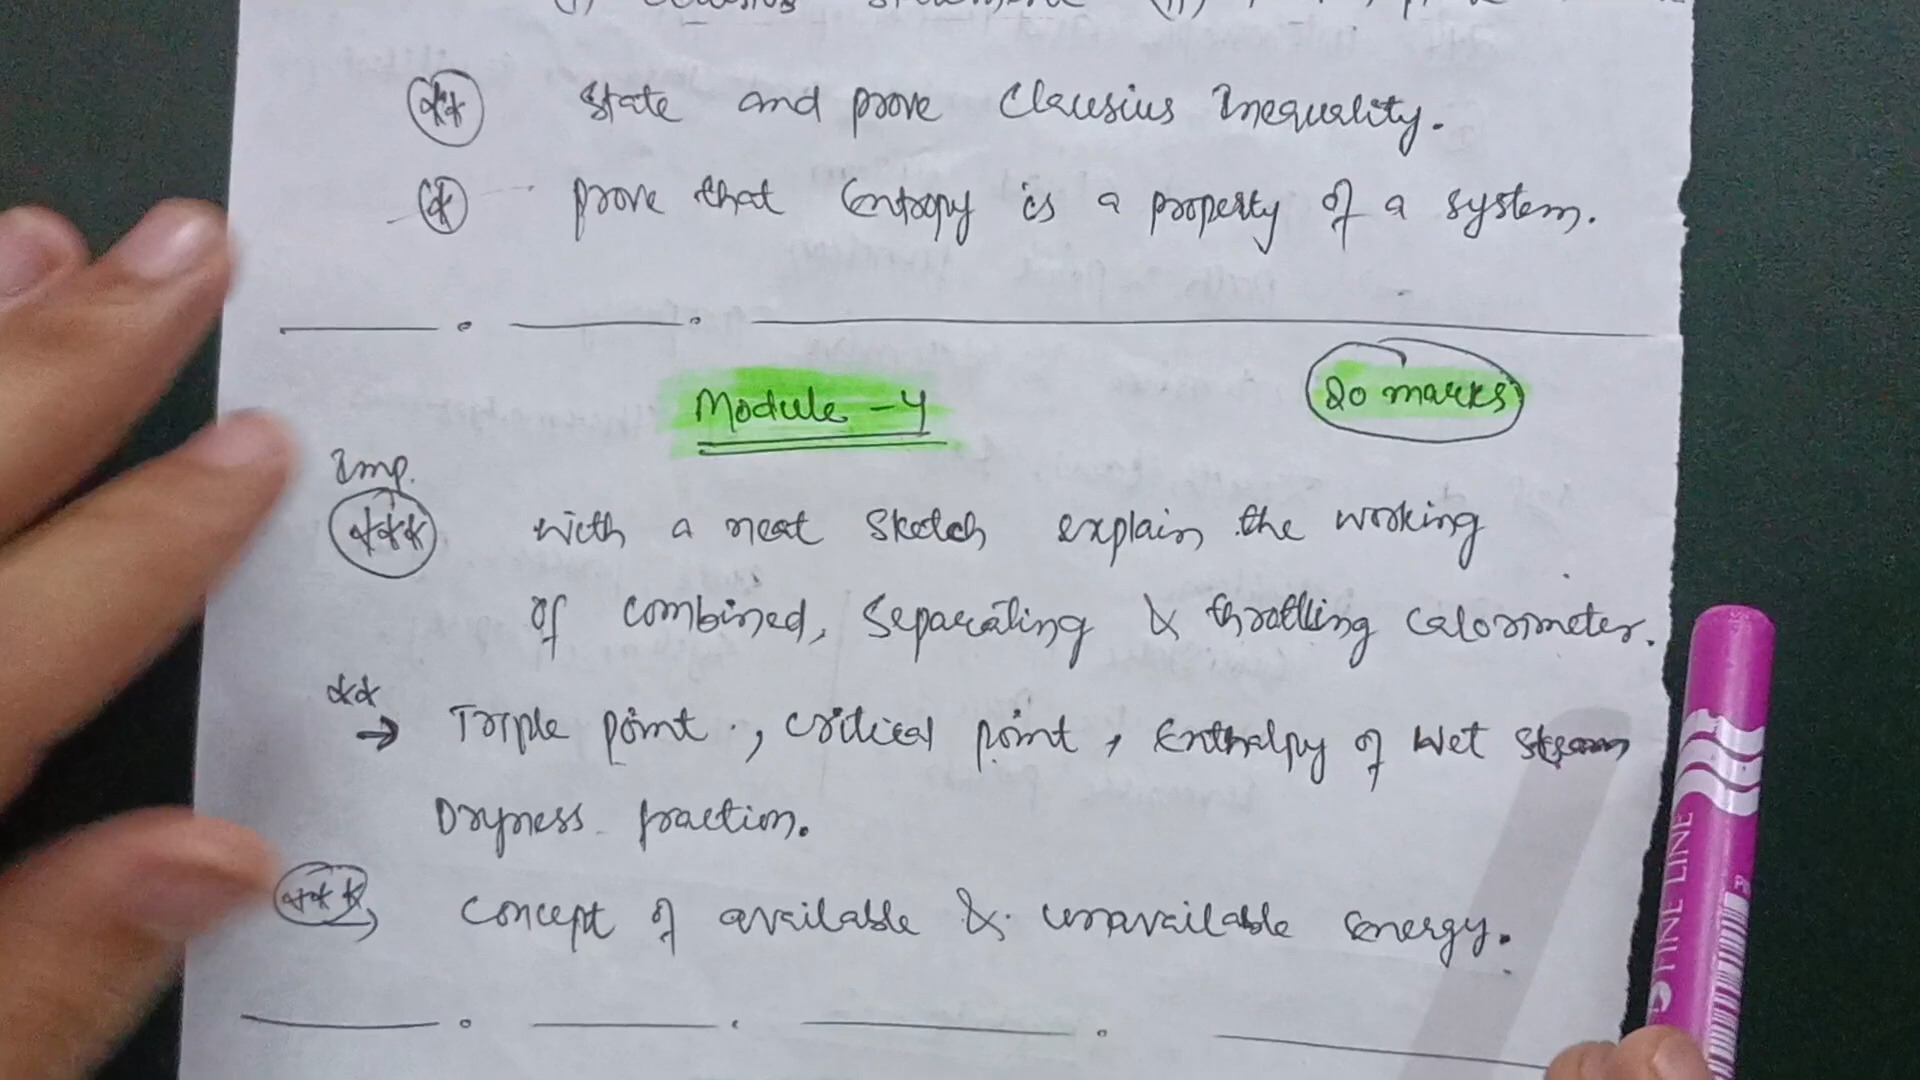 ** State and prove Clausius Inequality.
* prove that Entropy is a property of a system.
Module - 4
20 marks
Imp.
*** with a neat sketch explain the working
of combined, separating & throttling calorimeter.
**
→ Triple point, critical point, Enthalpy of wet steam
Dryness fraction.
*** concept of available & unavailable energy.
FINE LINE